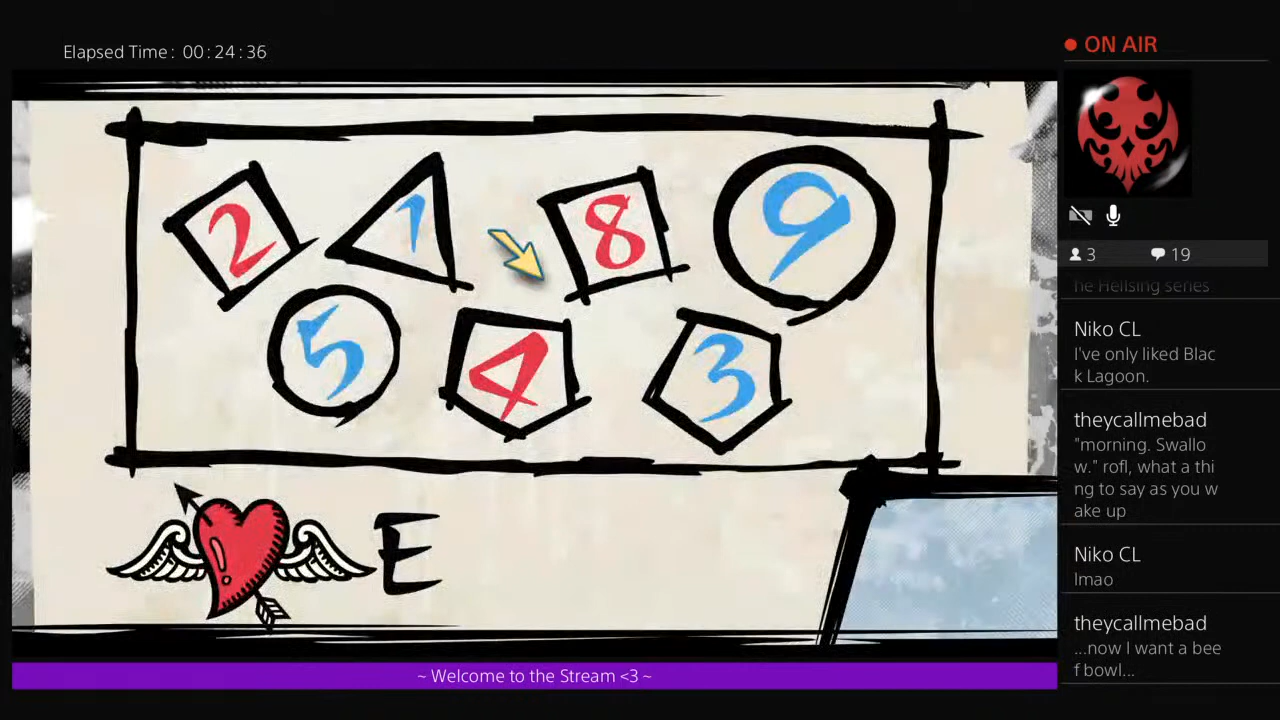 Elapsed Time: 00:24:36
ON AIR
2 1 8 9
5 4 3
E
~ Welcome to the Stream <3 ~
3 19
he Hellsing series
Niko CL
I've only liked Blac
k Lagoon.
theycallmebad
"morning. Swallo
w." rofl, what a thi
ng to say as you w
ake up
Niko CL
lmao
theycallmebad
...now I want a bee
f bowl...